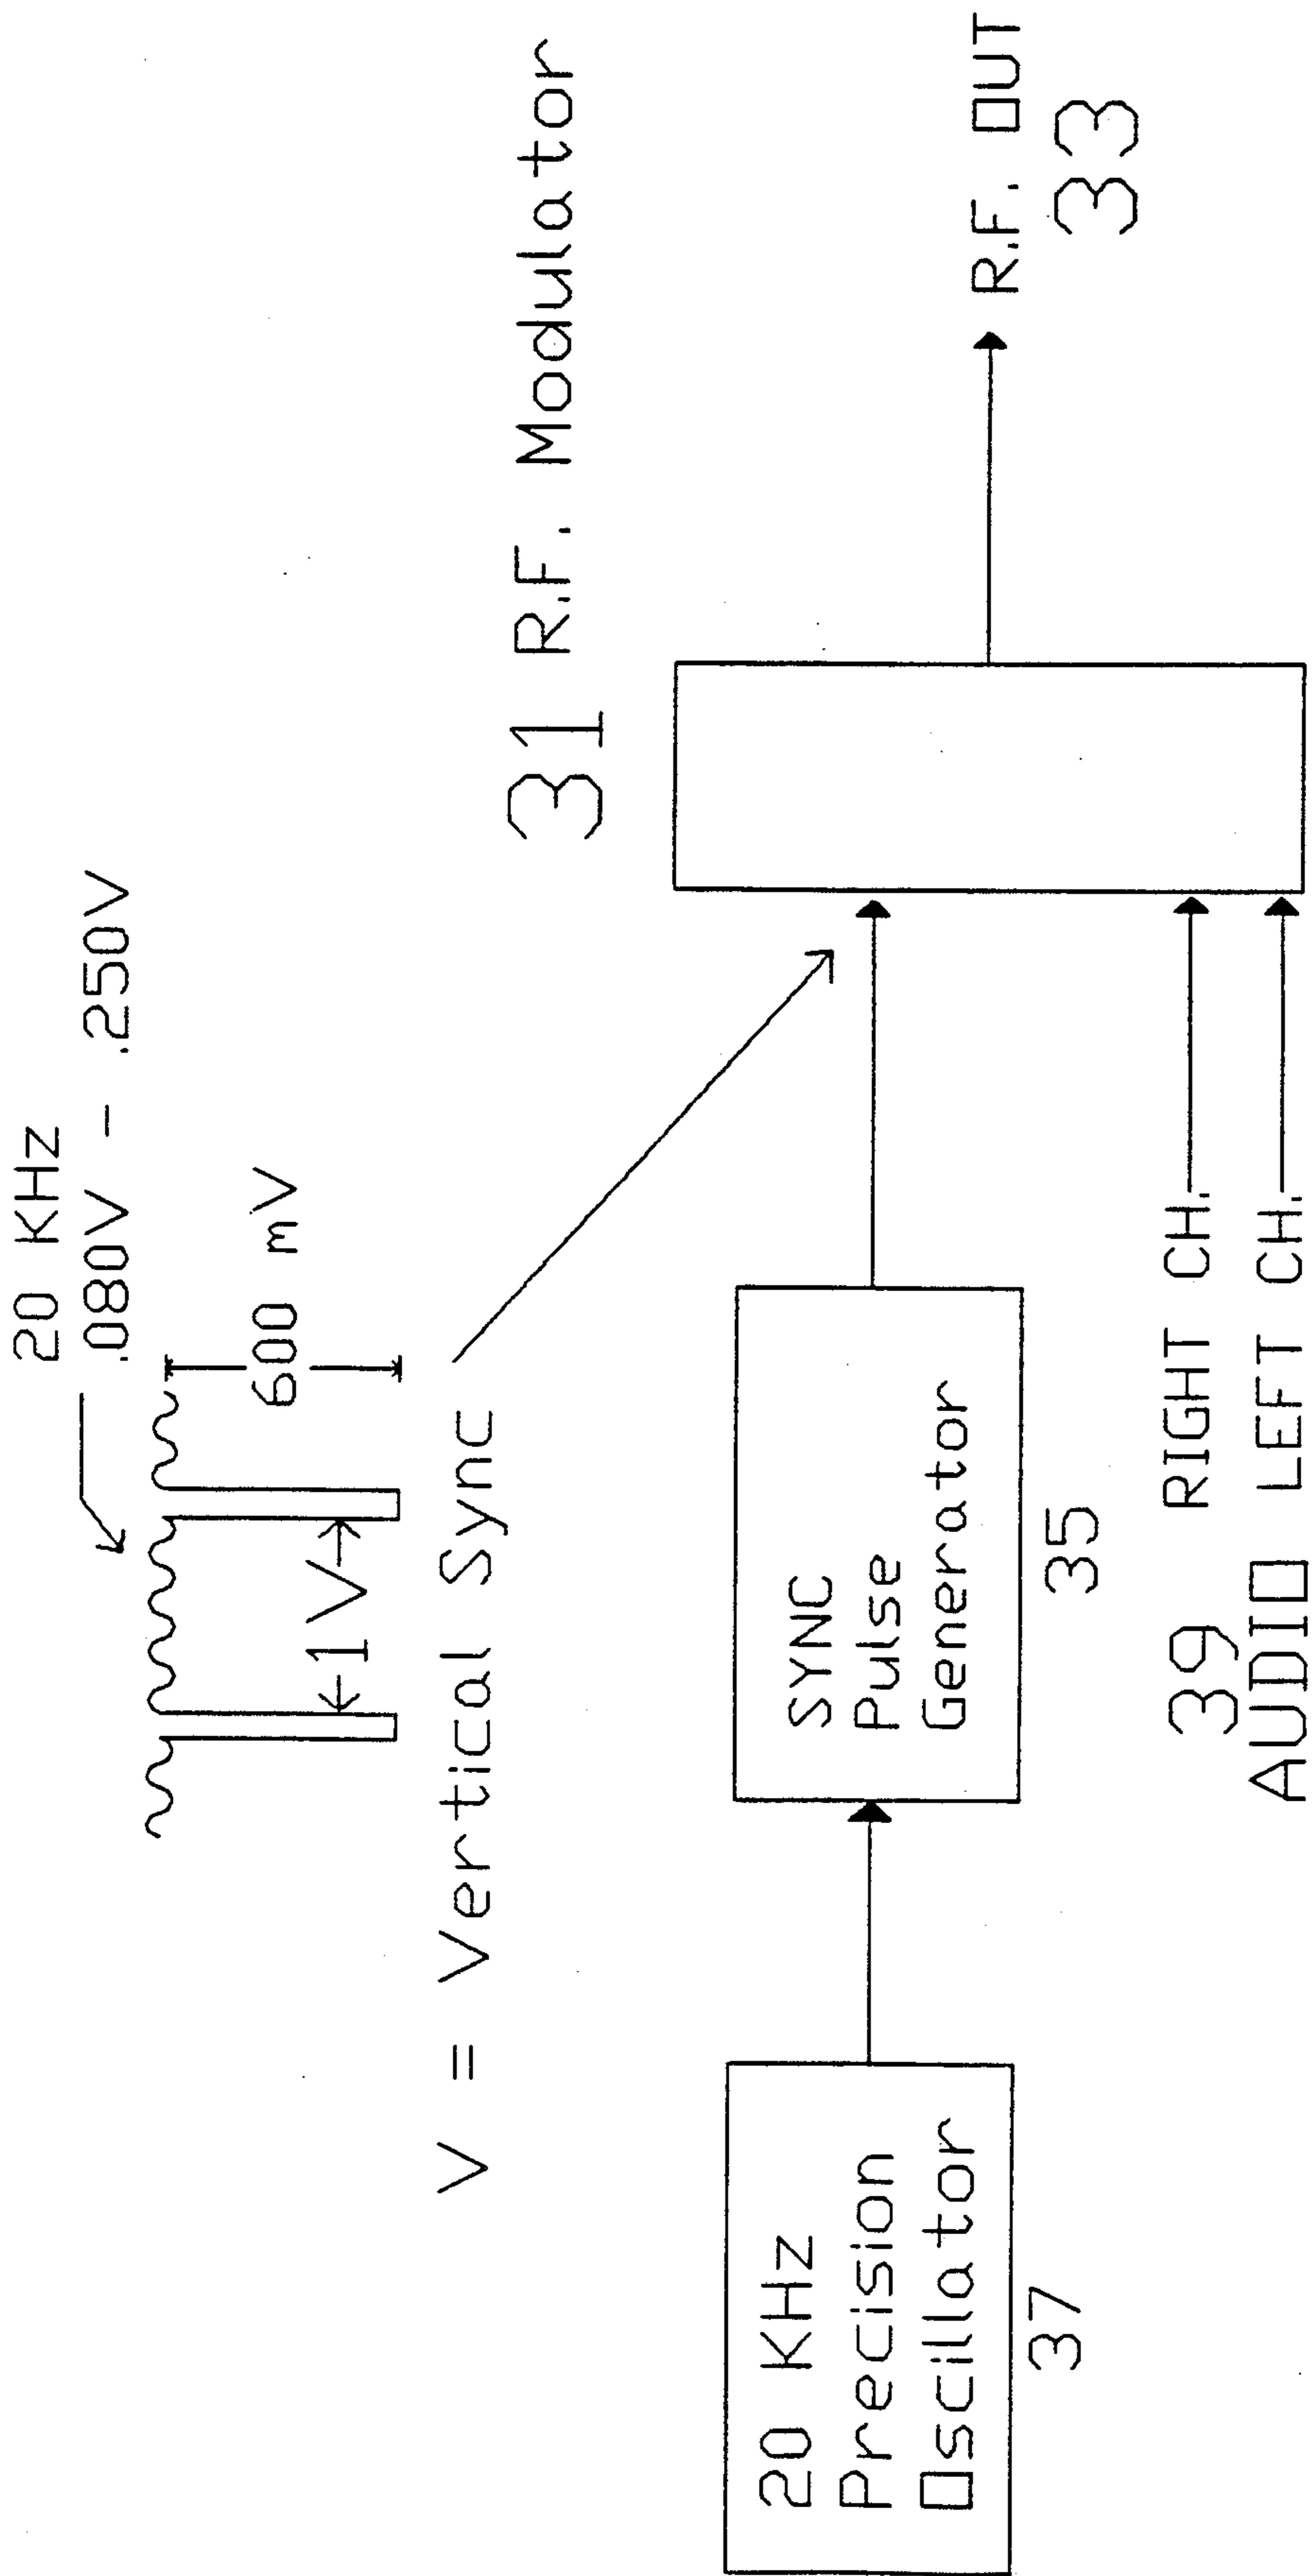 20 KHz
.080V - .250V
600 mV
1V
V = Vertical Sync
31 R.F. Modulator
20 KHz
Precision
Oscillator
37
SYNC
Pulse
Generator
35
R.F. OUT
33
39 RIGHT CH.
AUDIO LEFT CH.